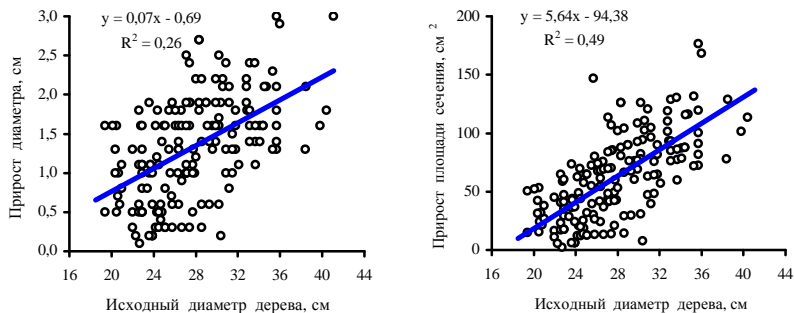 y = 0,07x - 0,69
R² = 0,26
Прирост диаметра, см
3,0
2,5
2,0
1,5
1,0
0,5
0,0
16 20 24 28 32 36 40 44
Исходный диаметр дерева, см
y = 5,64x - 94,38
R² = 0,49
Прирост площади сечения, см²
200
150
100
50
0
16 20 24 28 32 36 40 44
Исходный диаметр дерева, см